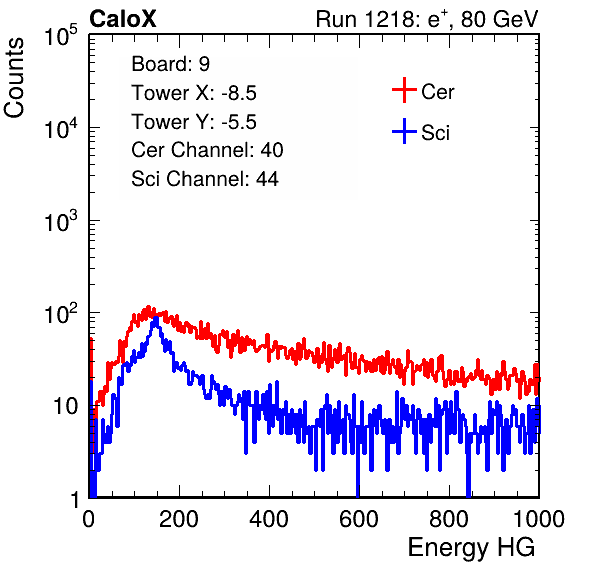 CaloX Run 1218: e+, 80 GeV
Counts
Board: 9
Tower X: -8.5
Tower Y: -5.5
Cer Channel: 40
Sci Channel: 44
Cer
Sci
10^5
10^4
10^3
10^2
10
1
0 200 400 600 800 1000
Energy HG